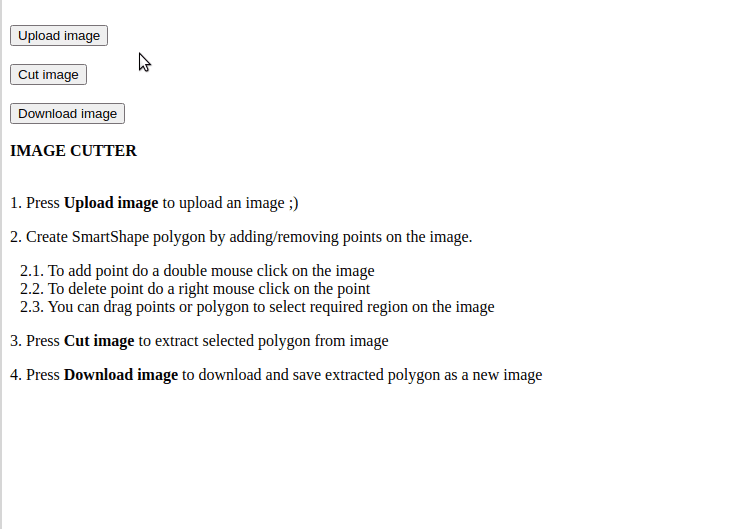 Upload image
Cut image
Download image
IMAGE CUTTER
1. Press Upload image to upload an image ;)
2. Create SmartShape polygon by adding/removing points on the image.
2.1. To add point do a double mouse click on the image
2.2. To delete point do a right mouse click on the point
2.3. You can drag points or polygon to select required region on the image
3. Press Cut image to extract selected polygon from image
4. Press Download image to download and save extracted polygon as a new image